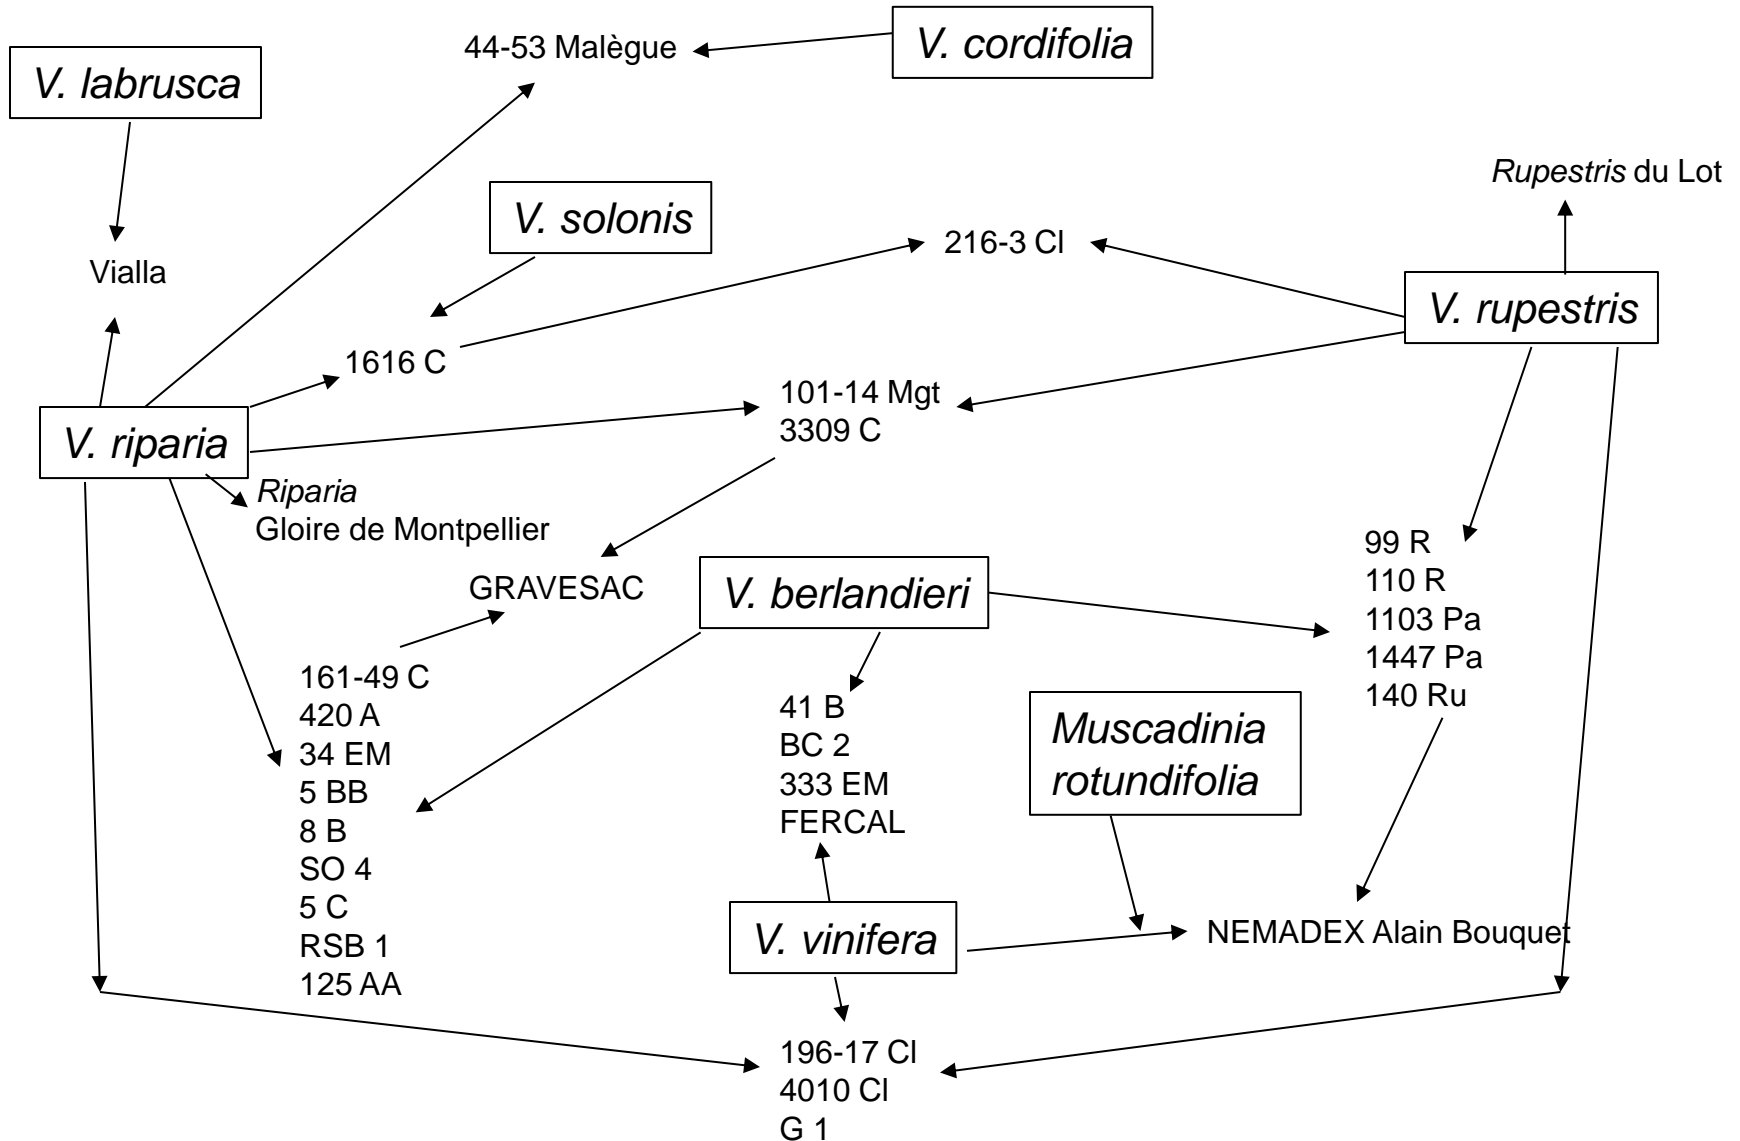 44-53 Malègue
V. cordifolia
V. labrusca
Rupestris du Lot
V. solonis
216-3 Cl
Vialla
V. rupestris
1616 C
101-14 Mgt
3309 C
V. riparia
Riparia
Gloire de Montpellier
99 R
110 R
1103 Pa
1447 Pa
140 Ru
GRAVESAC
V. berlandieri
161-49 C
420 A
34 EM
5 BB
8 B
SO 4
5 C
RSB 1
125 AA
41 B
BC 2
333 EM
FERCAL
Muscadinia
rotundifolia
V. vinifera
NEMADEX Alain Bouquet
196-17 Cl
4010 Cl
G 1